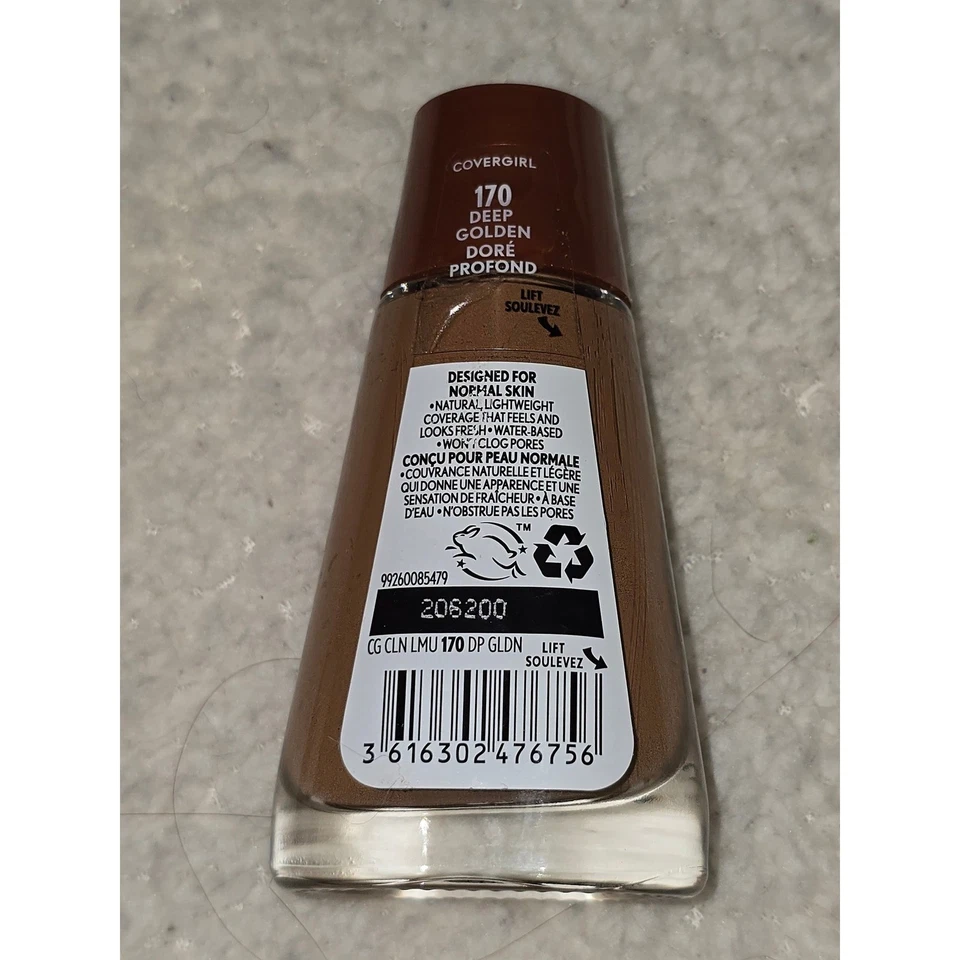 COVERGIRL
170
DEEP
GOLDEN
DORÉ
PROFOND
LIFT
SOULEVEZ
DESIGNED FOR
NORMAL SKIN
•NATURAL, LIGHTWEIGHT
COVERAGE THAT FEELS AND
LOOKS FRESH • WATER-BASED
•WON'T CLOG PORES
CONÇU POUR PEAU NORMALE
•COUVRANCE NATURELLE ET LÉGÈRE
QUI DONNE UNE APPARENCE ET UNE
SENSATION DE FRAÎCHEUR • À BASE
D'EAU •N'OBSTRUE PAS LES PORES
TM
99260085479
206200
CG CLN LMU 170 DP GLDN
LIFT
SOULEVEZ
3 616302 476756